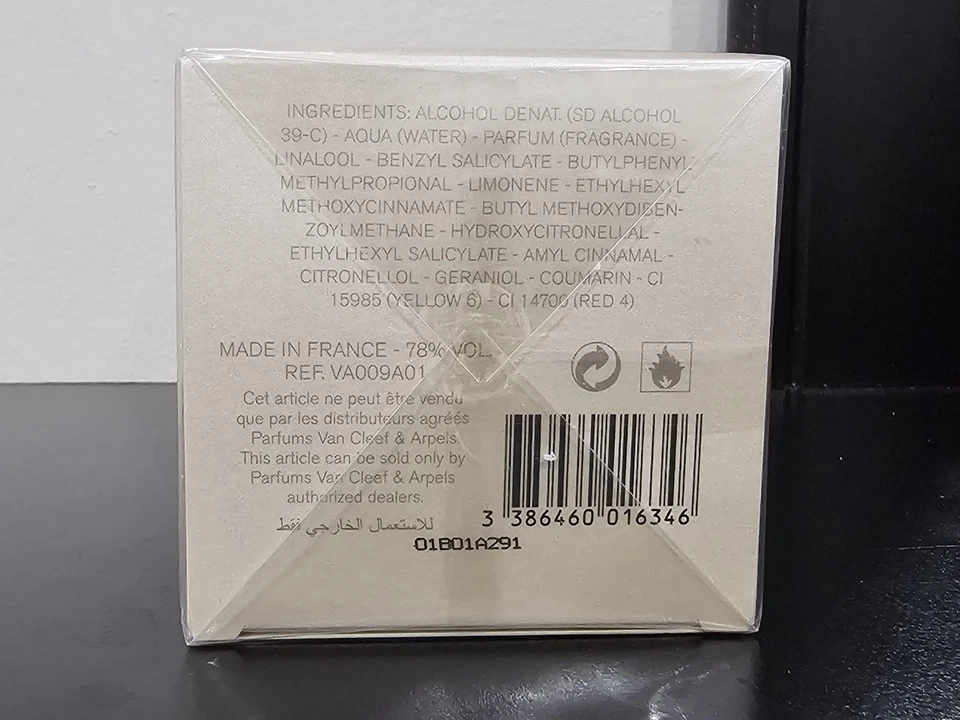 INGREDIENTS: ALCOHOL DENAT. (SD ALCOHOL
39-C) - AQUA (WATER) - PARFUM (FRAGRANCE) -
LINALOOL - BENZYL SALICYLATE - BUTYLPHENYL
METHYLPROPIONAL - LIMONENE - ETHYLHEXYL
METHOXYCINNAMATE - BUTYL METHOXYDIBEN-
ZOYLMETHANE - HYDROXYCITRONELLAL -
ETHYLHEXYL SALICYLATE - AMYL CINNAMAL -
CITRONELLOL - GERANIOL - COUMARIN - CI
15985 (YELLOW 6) - CI 14700 (RED 4)
MADE IN FRANCE - 78% VOL.
REF. VA009A01
Cet article ne peut être vendu
que par les distributeurs agréés
Parfums Van Cleef & Arpels.
This article can be sold only by
Parfums Van Cleef & Arpels
authorized dealers.
للاستعمال الخارجي فقط
3 386460 016346
01B01A291